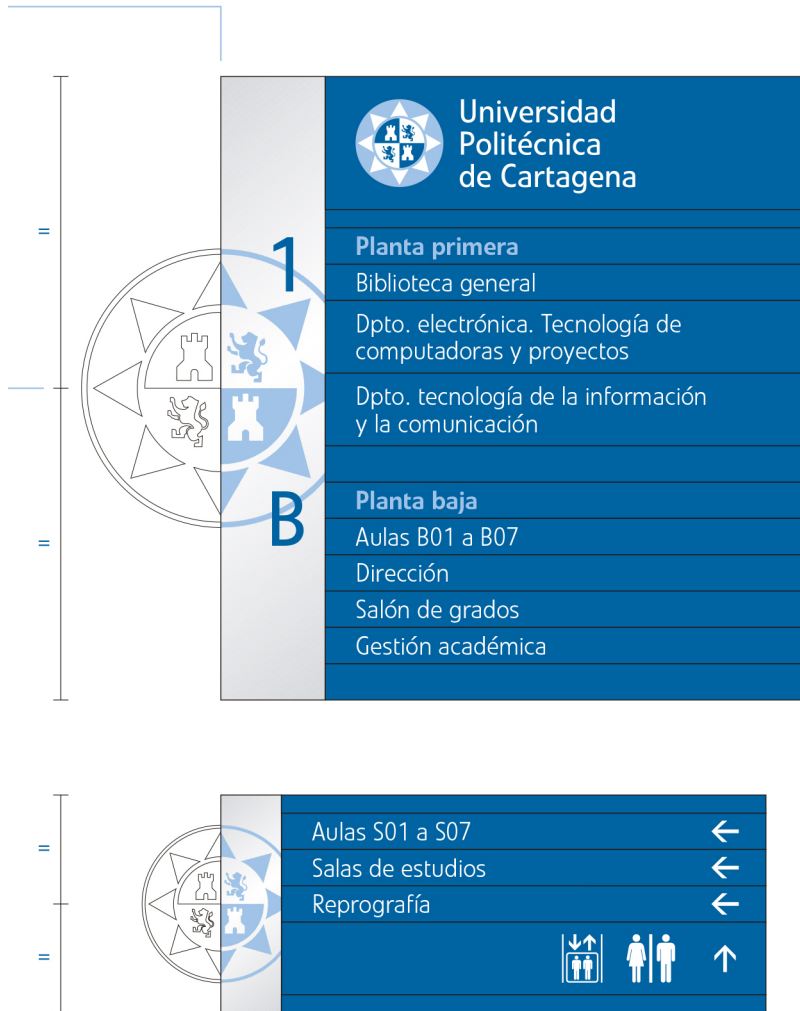 Universidad
Politécnica
de Cartagena
1
Planta primera
Biblioteca general
Dpto. electrónica. Tecnología de
computadoras y proyectos
Dpto. tecnología de la información
y la comunicación
B
Planta baja
Aulas B01 a B07
Dirección
Salón de grados
Gestión académica
Aulas S01 a S07
Salas de estudios
Reprografía